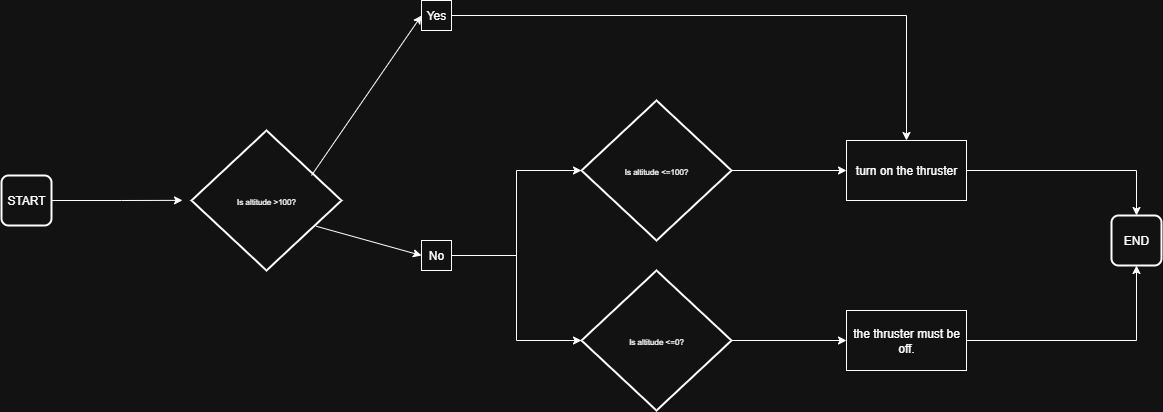 Yes
START
Is altitude >100?
No
Is altitude <=100?
turn on the thruster
END
Is altitude <=0?
the thruster must be
off.